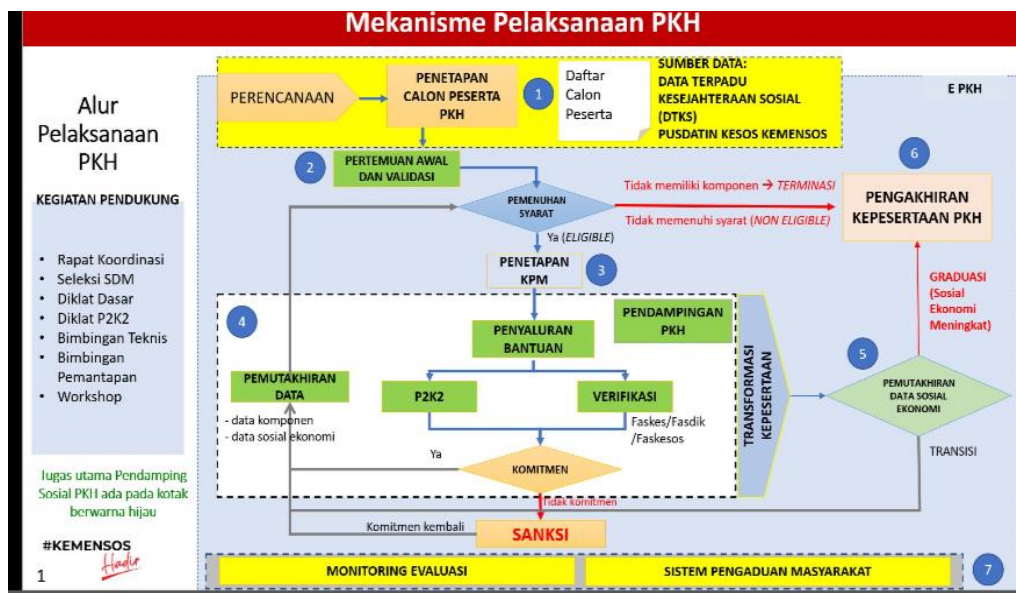 Mekanisme Pelaksanaan PKH
Alur
Pelaksanaan
PKH
KEGIATAN PENDUKUNG
• Rapat Koordinasi
• Seleksi SDM
• Diklat Dasar
• Diklat P2K2
• Bimbingan Teknis
• Bimbingan
Pemantapan
• Workshop
Tugas utama Pendamping
Sosial PKH ada pada kotak
berwarna hijau
#KEMENSOS
Hadir
1
PERENCANAAN
PENETAPAN
CALON PESERTA
PKH
1
Daftar
Calon
Peserta
SUMBER DATA:
DATA TERPADU
KESEJAHTERAAN SOSIAL
(DTKS)
PUSDATIN KESOS KEMENSOS
E PKH
2
PERTEMUAN AWAL
DAN VALIDASI
PEMENUHAN
SYARAT
Tidak memiliki komponen → TERMINASI
Tidak memenuhi syarat (NON ELIGIBLE)
6
PENGAKHIRAN
KEPESERTAAN PKH
Ya (ELIGIBLE)
PENETAPAN
KPM
3
4
PENYALURAN
BANTUAN
PENDAMPINGAN
PKH
PEMUTAKHIRAN
DATA
- data komponen
- data sosial ekonomi
P2K2
VERIFIKASI
Faskes/Fasdik
/Faskesos
Ya
KOMITMEN
Tidak komitmen
Komitmen kembali
SANKSI
TRANSFORMASI
KEPESERTAAN
GRADUASI
(Sosial
Ekonomi
Meningkat)
5
PEMUTAKHIRAN
DATA SOSIAL
EKONOMI
TRANSISI
MONITORING EVALUASI
SISTEM PENGADUAN MASYARAKAT
7